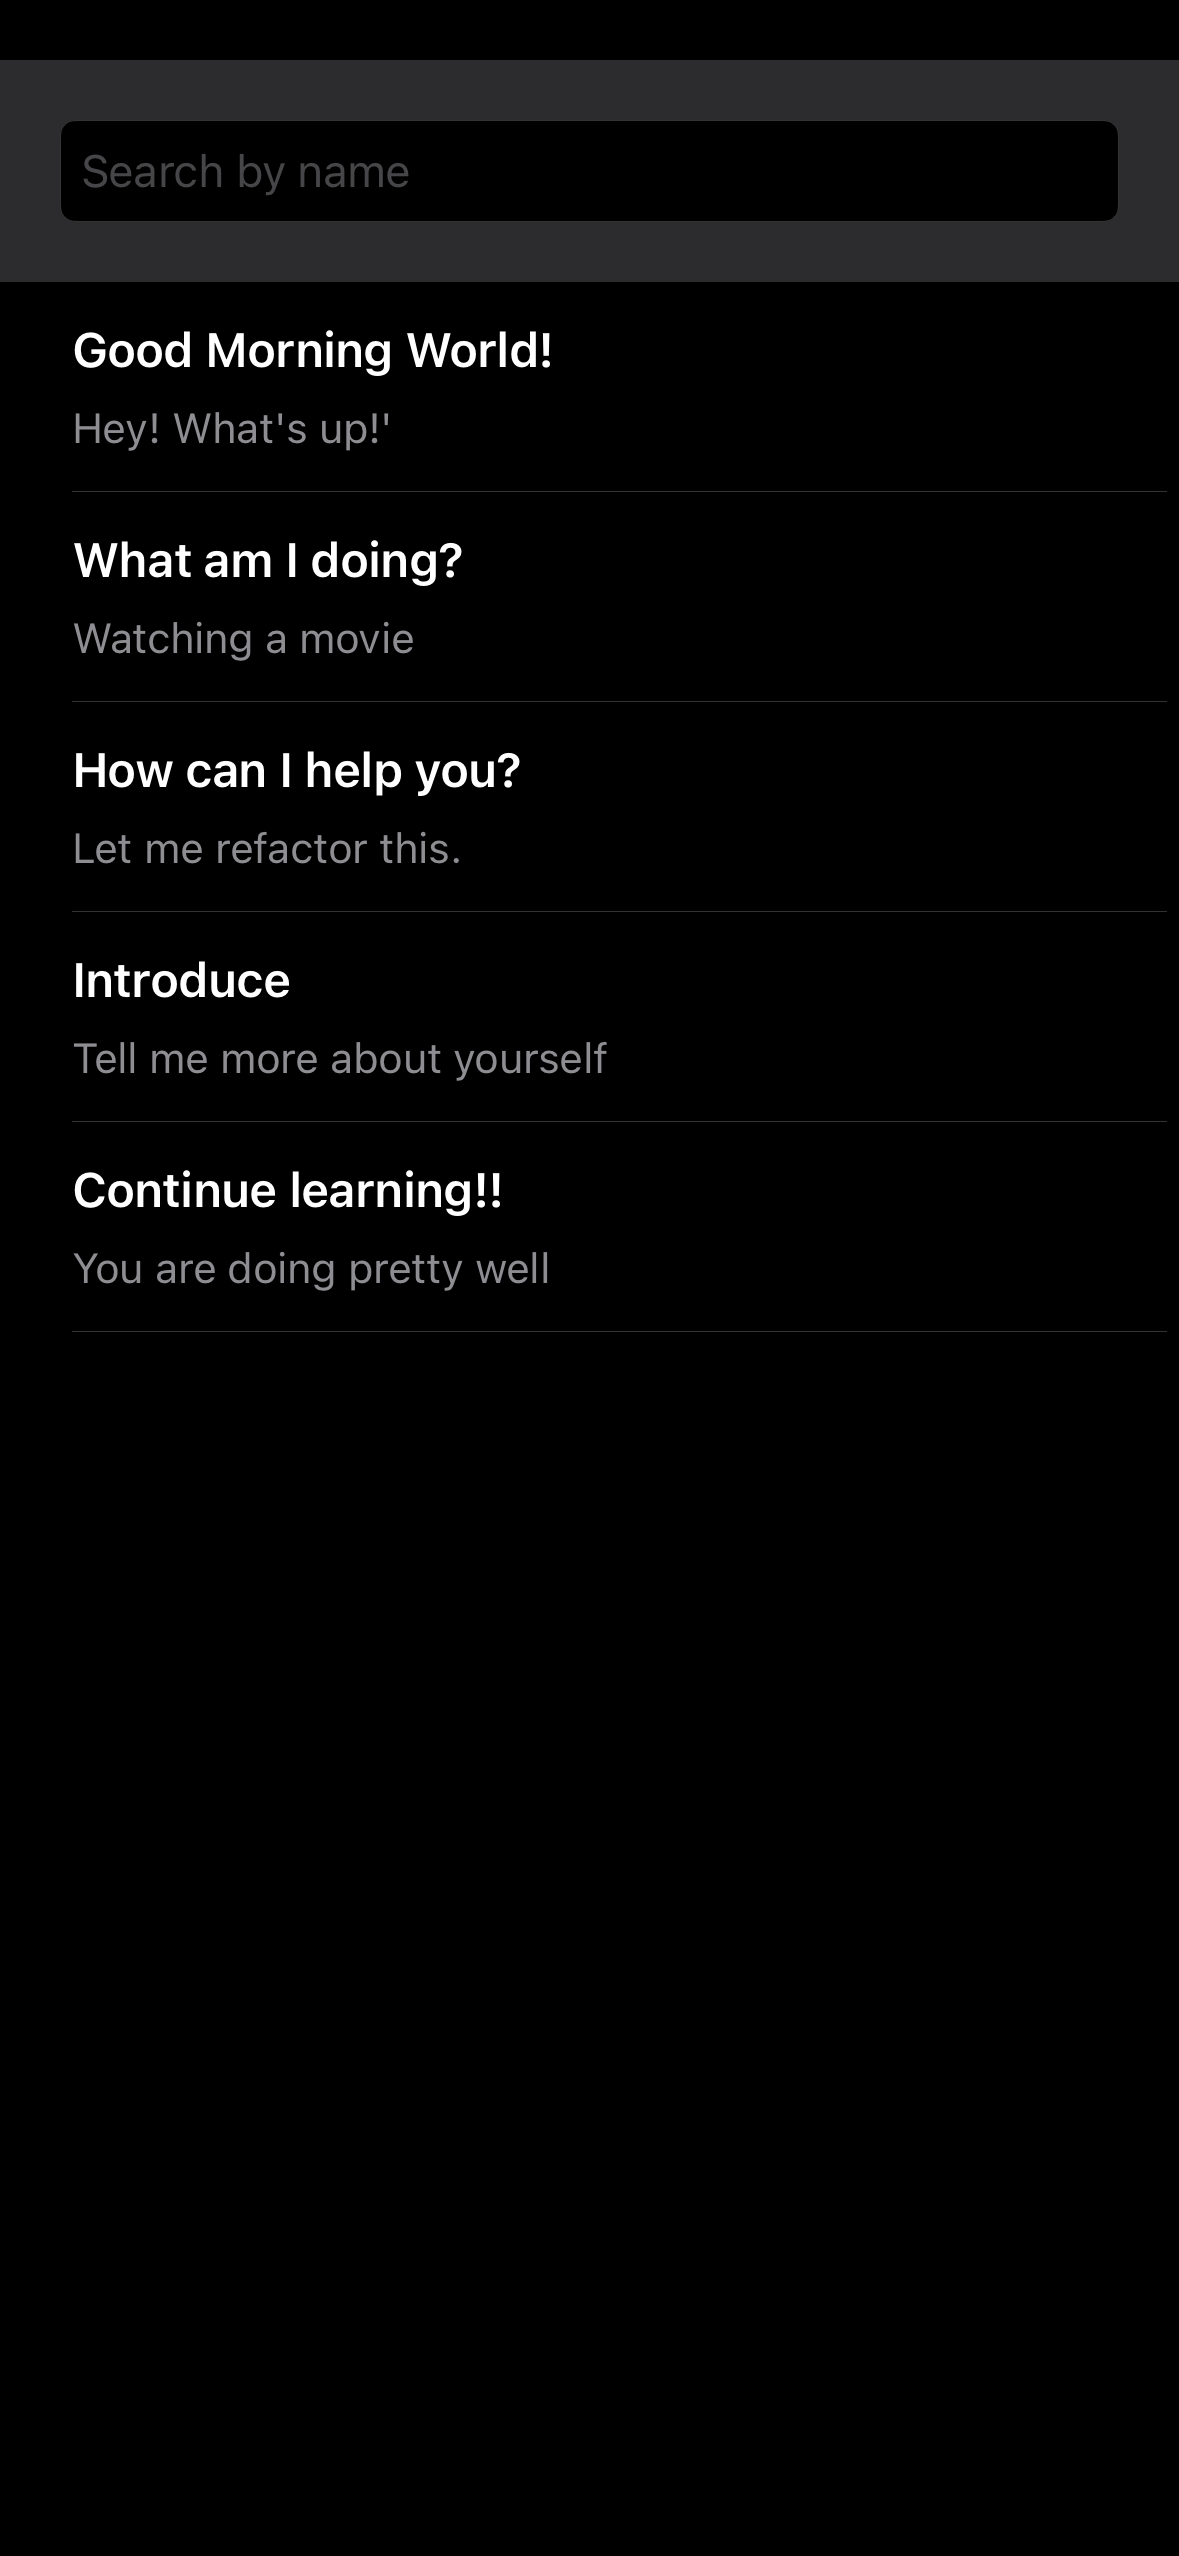 Search by name
Good Morning World!
Hey! What's up!'
What am I doing?
Watching a movie
How can I help you?
Let me refactor this.
Introduce
Tell me more about yourself
Continue learning!!
You are doing pretty well